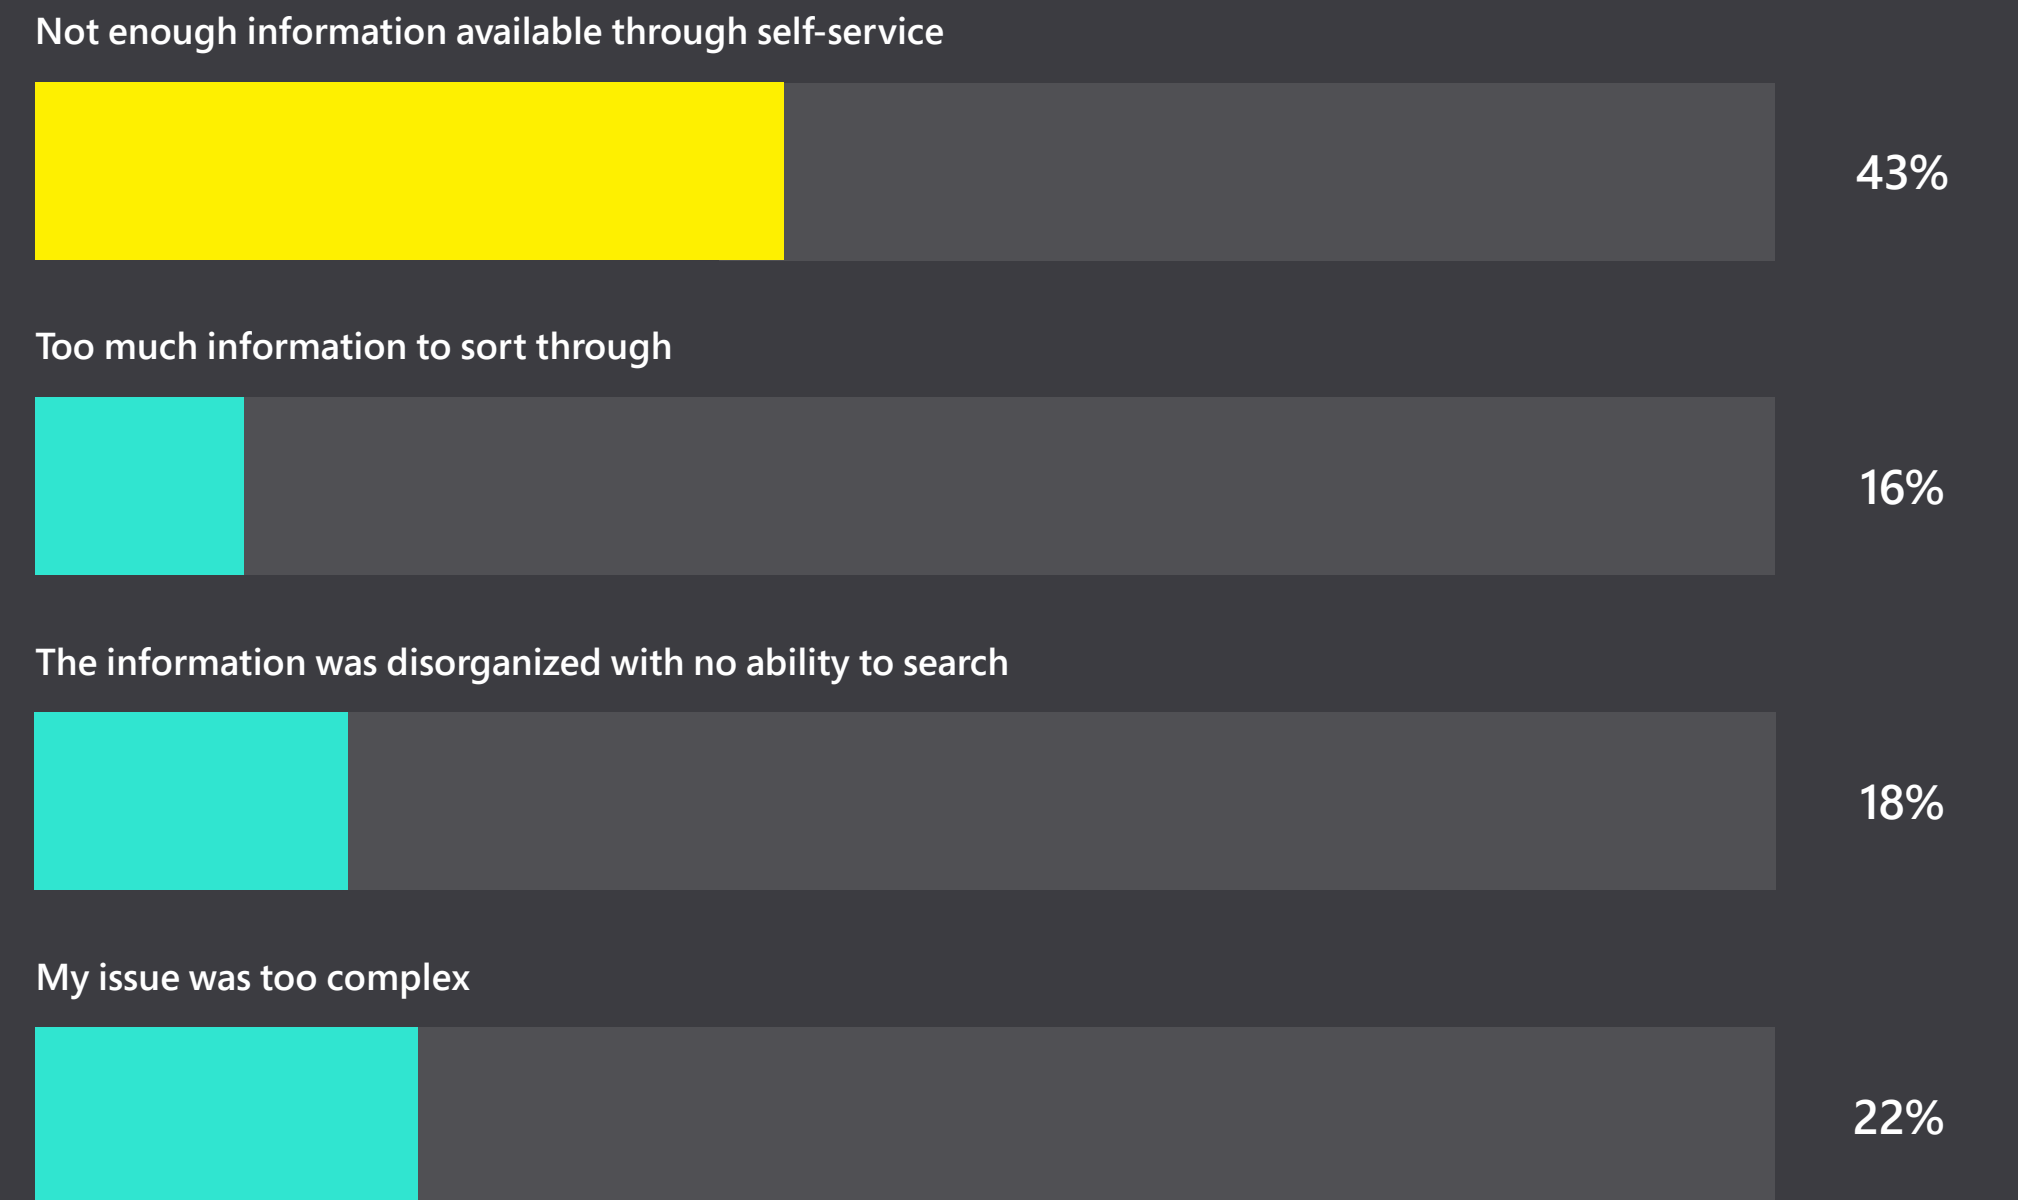 Not enough information available through self-service
43%
Too much information to sort through
16%
The information was disorganized with no ability to search
18%
My issue was too complex
22%